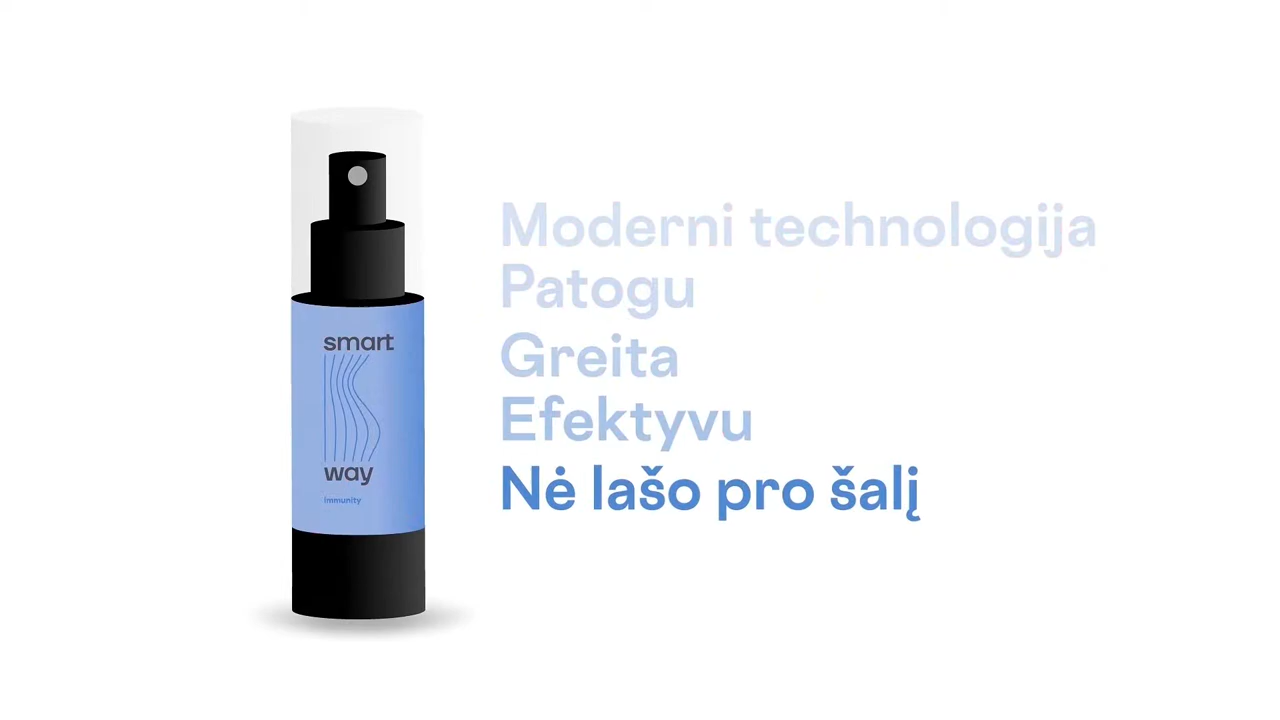 smart
way
immunity
Moderni technologija
Patogu
Greita
Efektyvu
Nė lašo pro šalį